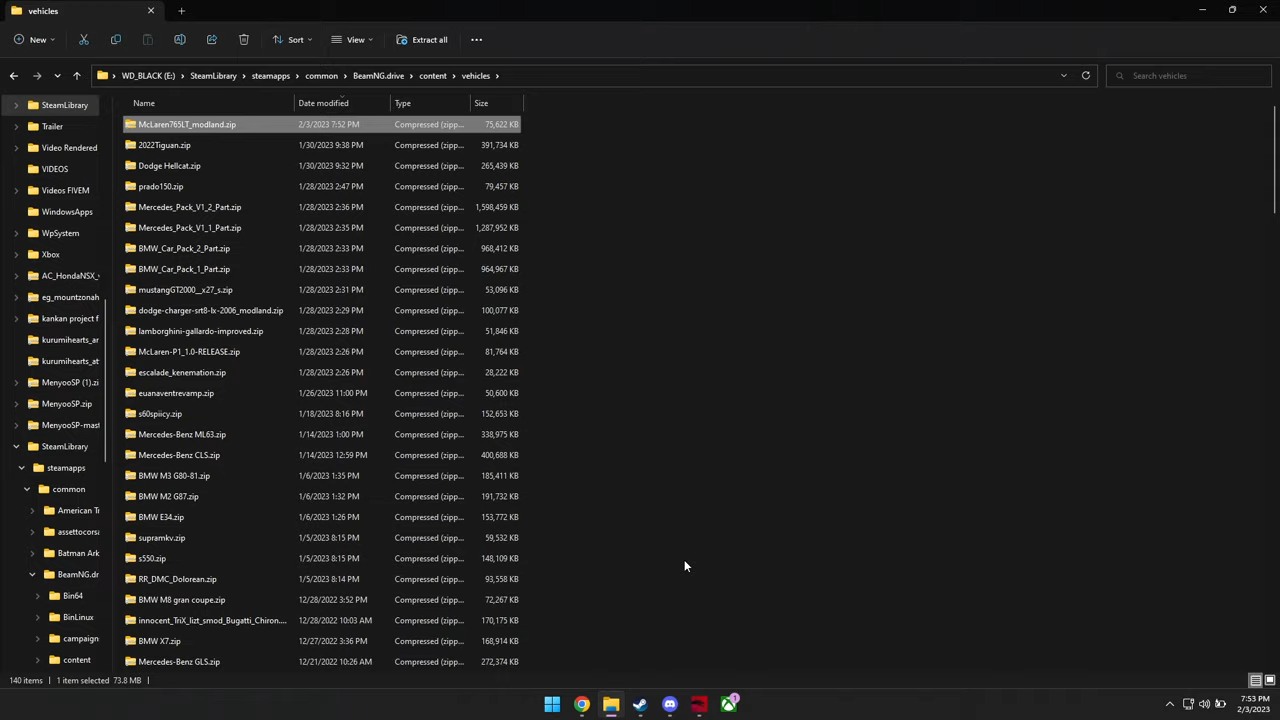 vehicles
New
Sort
View
Extract all
WD_BLACK (E:) > SteamLibrary > steamapps > common > BeamNG.drive > content > vehicles >
Search vehicles
Name Date modified Type Size
SteamLibrary
Trailer
Video Rendered
VIDEOS
Videos FIVEM
WindowsApps
WpSystem
Xbox
AC_HondaNSX_
eg_mountzonah
kankan project f
kurumihearts_ar
kurumihearts_at
MenyooSP (1).zi
MenyooSP.zip
MenyooSP-mast
SteamLibrary
steamapps
common
American Tr
assettocorsa
Batman Ark
BeamNG.dr
Bin64
BinLinux
campaign
content
McLaren765LT_modland.zip 2/3/2023 7:52 PM Compressed (zipp... 75,622 KB
2022Tiguan.zip 1/30/2023 9:38 PM Compressed (zipp... 391,734 KB
Dodge Hellcat.zip 1/30/2023 9:32 PM Compressed (zipp... 265,439 KB
prado150.zip 1/28/2023 2:47 PM Compressed (zipp... 79,457 KB
Mercedes_Pack_V1_2_Part.zip 1/28/2023 2:36 PM Compressed (zipp... 1,598,459 KB
Mercedes_Pack_V1_1_Part.zip 1/28/2023 2:35 PM Compressed (zipp... 1,287,952 KB
BMW_Car_Pack_2_Part.zip 1/28/2023 2:33 PM Compressed (zipp... 968,412 KB
BMW_Car_Pack_1_Part.zip 1/28/2023 2:33 PM Compressed (zipp... 964,967 KB
mustangGT2000__x27_s.zip 1/28/2023 2:31 PM Compressed (zipp... 53,096 KB
dodge-charger-srt8-lx-2006_modland.zip 1/28/2023 2:29 PM Compressed (zipp... 100,077 KB
lamborghini-gallardo-improved.zip 1/28/2023 2:28 PM Compressed (zipp... 51,846 KB
McLaren-P1_1.0-RELEASE.zip 1/28/2023 2:26 PM Compressed (zipp... 81,764 KB
escalade_kenemation.zip 1/28/2023 2:26 PM Compressed (zipp... 28,222 KB
euanaventrevamp.zip 1/26/2023 11:00 PM Compressed (zipp... 50,600 KB
s60spiicy.zip 1/18/2023 8:16 PM Compressed (zipp... 152,653 KB
Mercedes-Benz ML63.zip 1/14/2023 1:00 PM Compressed (zipp... 338,975 KB
Mercedes-Benz CLS.zip 1/14/2023 12:59 PM Compressed (zipp... 400,688 KB
BMW M3 G80-81.zip 1/6/2023 1:35 PM Compressed (zipp... 185,411 KB
BMW M2 G87.zip 1/6/2023 1:32 PM Compressed (zipp... 191,732 KB
BMW E34.zip 1/6/2023 1:26 PM Compressed (zipp... 153,772 KB
supramkv.zip 1/5/2023 8:15 PM Compressed (zipp... 59,532 KB
s550.zip 1/5/2023 8:15 PM Compressed (zipp... 148,109 KB
RR_DMC_Dolorean.zip 1/5/2023 8:14 PM Compressed (zipp... 93,558 KB
BMW M8 gran coupe.zip 12/28/2022 3:52 PM Compressed (zipp... 72,267 KB
innocent_TriX_lizt_smod_Bugatti_Chiron.... 12/28/2022 10:03 AM Compressed (zipp... 170,175 KB
BMW X7.zip 12/27/2022 3:36 PM Compressed (zipp... 168,914 KB
Mercedes-Benz GLS.zip 12/21/2022 10:26 AM Compressed (zipp... 272,374 KB
140 items 1 item selected 73.8 MB
1
7:53 PM
2/3/2023